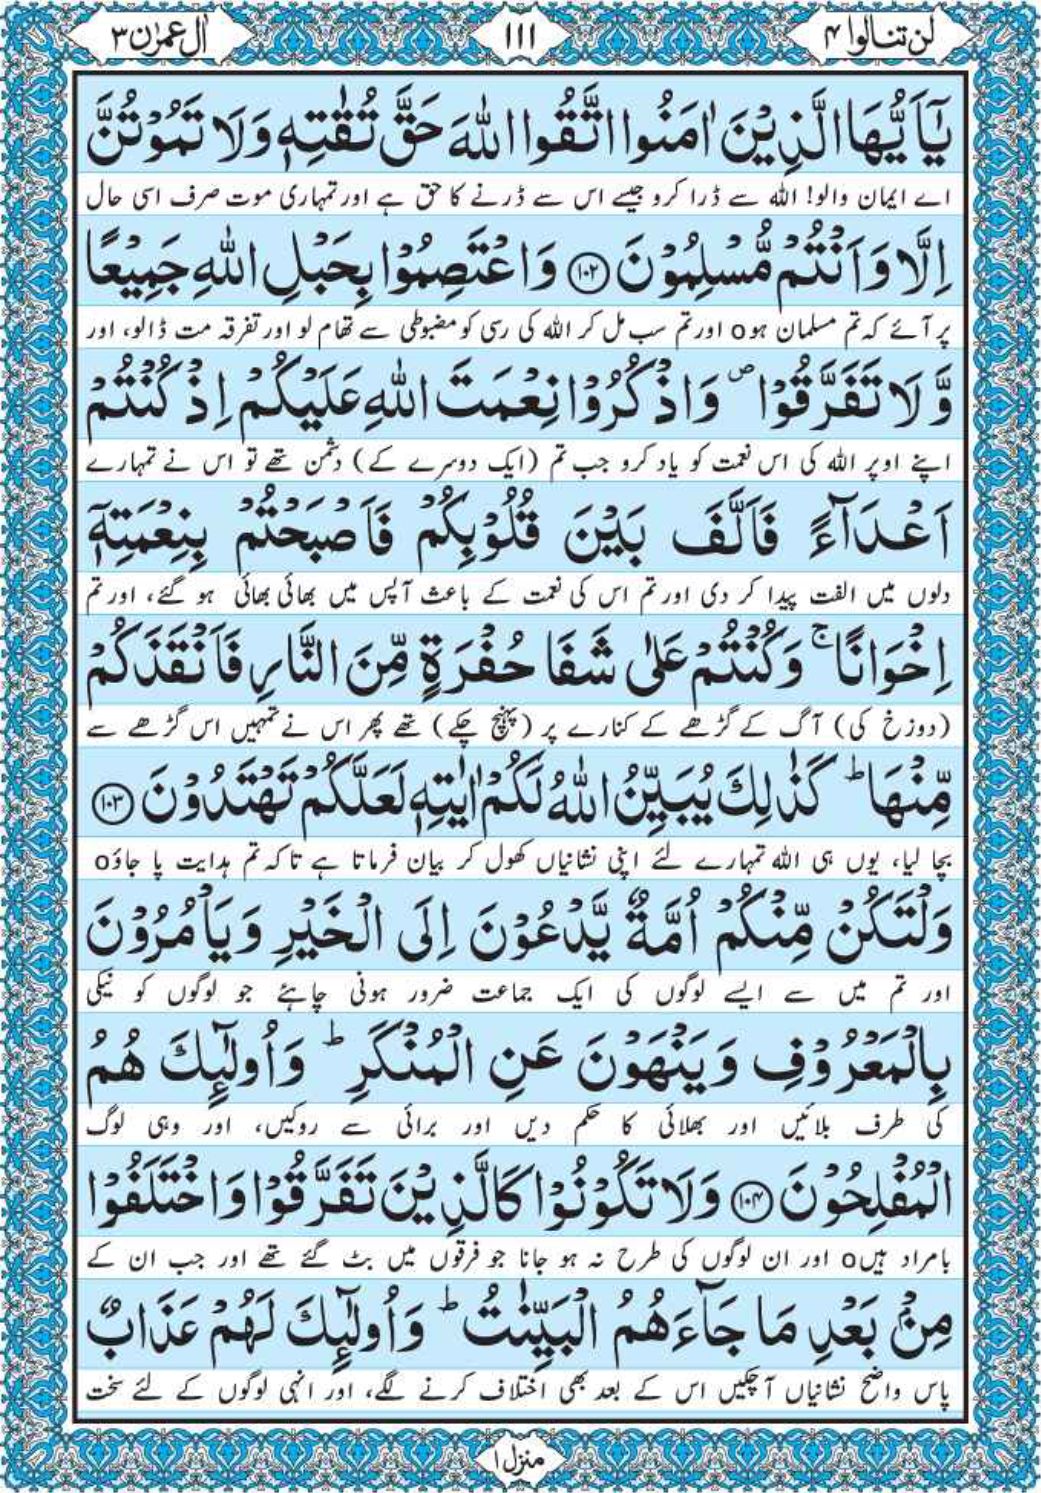 لن تنالوا ۴
۱۱۱
اٰل عمرٰن ۳
يٰۤاَيُّهَا الَّذِيْنَ اٰمَنُوا اتَّقُوا اللّٰهَ حَقَّ تُقٰتِهٖ وَلَا تَمُوْتُنَّ
اے ایمان والو! اللہ سے ڈرا کرو جیسے اس سے ڈرنے کا حق ہے اور تمہاری موت صرف اسی حال
اِلَّا وَاَنْتُمْ مُّسْلِمُوْنَ ﴿۱۰۲﴾ وَاعْتَصِمُوْا بِحَبْلِ اللّٰهِ جَمِيْعًا
پر آئے کہ تم مسلمان ہو o اور تم سب مل کر اللہ کی رسی کو مضبوطی سے تھام لو اور تفرقہ مت ڈالو، اور
وَّلَا تَفَرَّقُوْا ۖ وَاذْكُرُوْا نِعْمَتَ اللّٰهِ عَلَيْكُمْ اِذْ كُنْتُمْ
اپنے اوپر اللہ کی اس نعمت کو یاد کرو جب تم (ایک دوسرے کے) دشمن تھے تو اس نے تمہارے
اَعْدَآءً فَاَلَّفَ بَيْنَ قُلُوْبِكُمْ فَاَصْبَحْتُمْ بِنِعْمَتِهٖۤ
دلوں میں الفت پیدا کر دی اور تم اس کی نعمت کے باعث آپس میں بھائی بھائی ہو گئے، اور تم
اِخْوَانًا ۚ وَكُنْتُمْ عَلٰى شَفَا حُفْرَةٍ مِّنَ النَّارِ فَاَنْقَذَكُمْ
(دوزخ کی) آگ کے گڑھے کے کنارے پر (پہنچ چکے) تھے پھر اس نے تمہیں اس گڑھے سے
مِّنْهَا ؕ كَذٰلِكَ يُبَيِّنُ اللّٰهُ لَكُمْ اٰيٰتِهٖ لَعَلَّكُمْ تَهْتَدُوْنَ ﴿۱۰۳﴾
بچا لیا، یوں ہی اللہ تمہارے لئے اپنی نشانیاں کھول کر بیان فرماتا ہے تاکہ تم ہدایت پا جاؤ o
وَلْتَكُنْ مِّنْكُمْ اُمَّةٌ يَّدْعُوْنَ اِلَى الْخَيْرِ وَيَاْمُرُوْنَ
اور تم میں سے ایسے لوگوں کی ایک جماعت ضرور ہونی چاہئے جو لوگوں کو نیکی
بِالْمَعْرُوْفِ وَيَنْهَوْنَ عَنِ الْمُنْكَرِ ؕ وَاُولٰٓئِكَ هُمُ
کی طرف بلائیں اور بھلائی کا حکم دیں اور برائی سے روکیں، اور وہی لوگ
الْمُفْلِحُوْنَ ﴿۱۰۴﴾ وَلَا تَكُوْنُوْا كَالَّذِيْنَ تَفَرَّقُوْا وَاخْتَلَفُوْا
بامراد ہیں o اور ان لوگوں کی طرح نہ ہو جانا جو فرقوں میں بٹ گئے تھے اور جب ان کے
مِنْۢ بَعْدِ مَا جَآءَهُمُ الْبَيِّنٰتُ ؕ وَاُولٰٓئِكَ لَهُمْ عَذَابٌ
پاس واضح نشانیاں آ چکیں اس کے بعد بھی اختلاف کرنے لگے، اور انہی لوگوں کے لئے سخت
منزل ۱